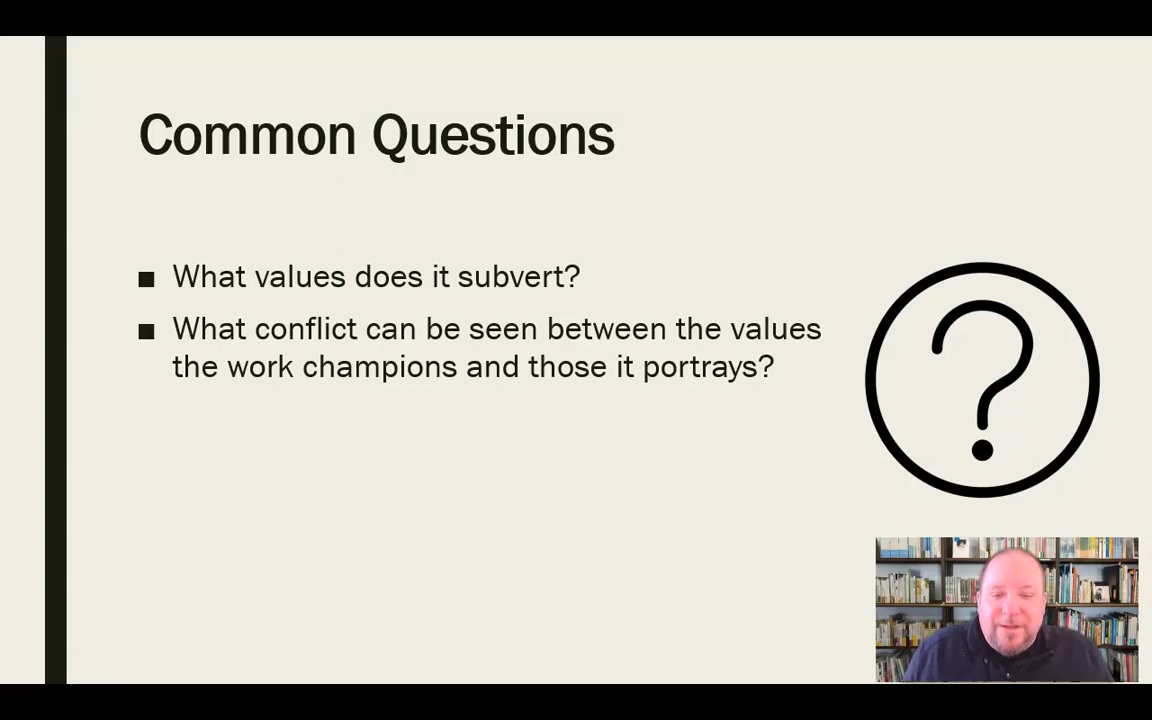 Common Questions
■ What values does it subvert?
■ What conflict can be seen between the values
the work champions and those it portrays?
?